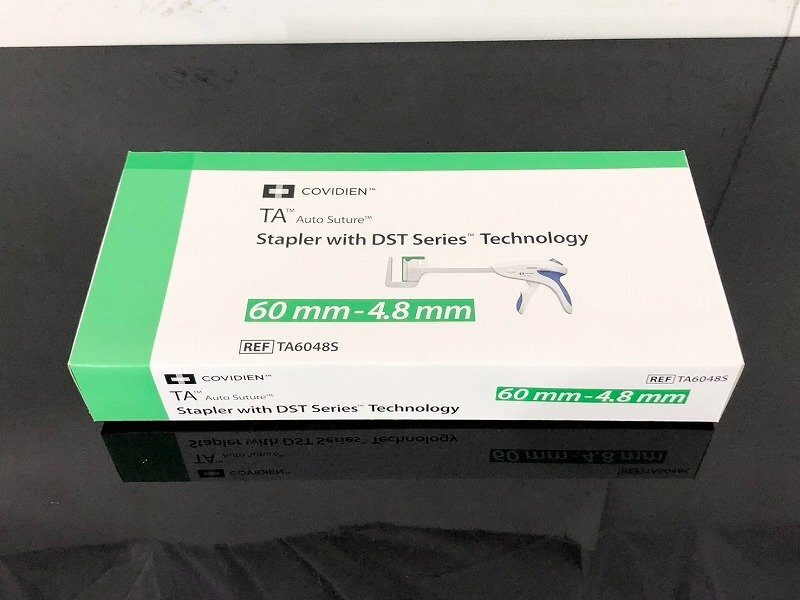 COVIDIEN™
TA™ Auto Suture™
Stapler with DST Series™ Technology
60 mm - 4.8 mm
REF TA6048S
COVIDIEN™
TA™ Auto Suture™
Stapler with DST Series™ Technology
REF TA6048S
60 mm - 4.8 mm